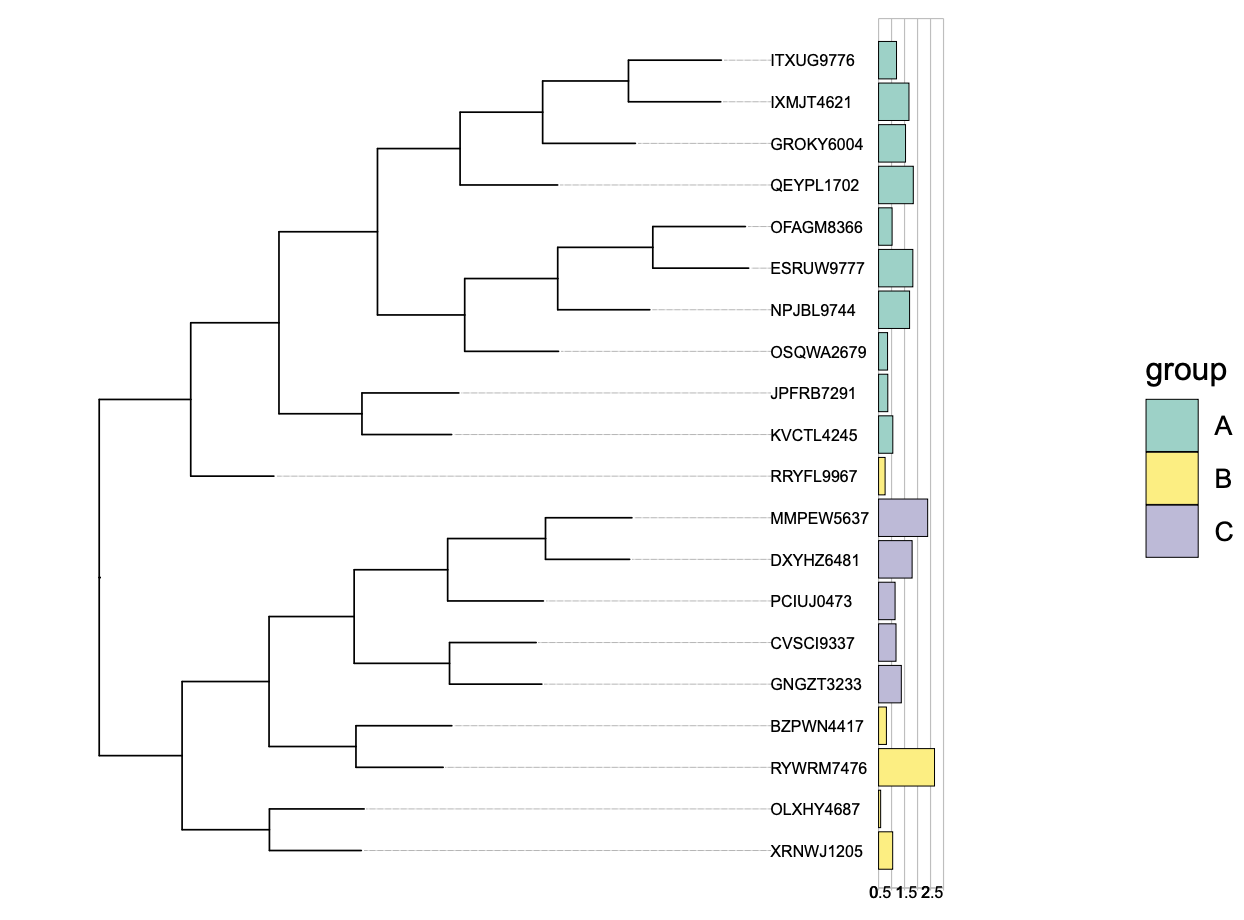 ITXUG9776
IXMJT4621
GROKY6004
QEYPL1702
OFAGM8366
ESRUW9777
NPJBL9744
OSQWA2679
JPFRB7291
KVCTL4245
RRYFL9967
MMPEW5637
DXYHZ6481
PCIUJ0473
CVSCI9337
GNGZT3233
BZPWN4417
RYWRM7476
OLXHY4687
XRNWJ1205
0.5 1.5 2.5
group
A
B
C